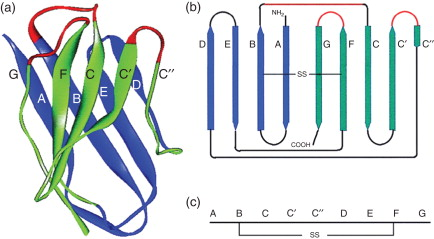 (a)
G F C C′ C″
A B E D
(b)
NH2
D E B A G F C C′ C″
SS
COOH
(c)
A B C C′ C″ D E F G
SS